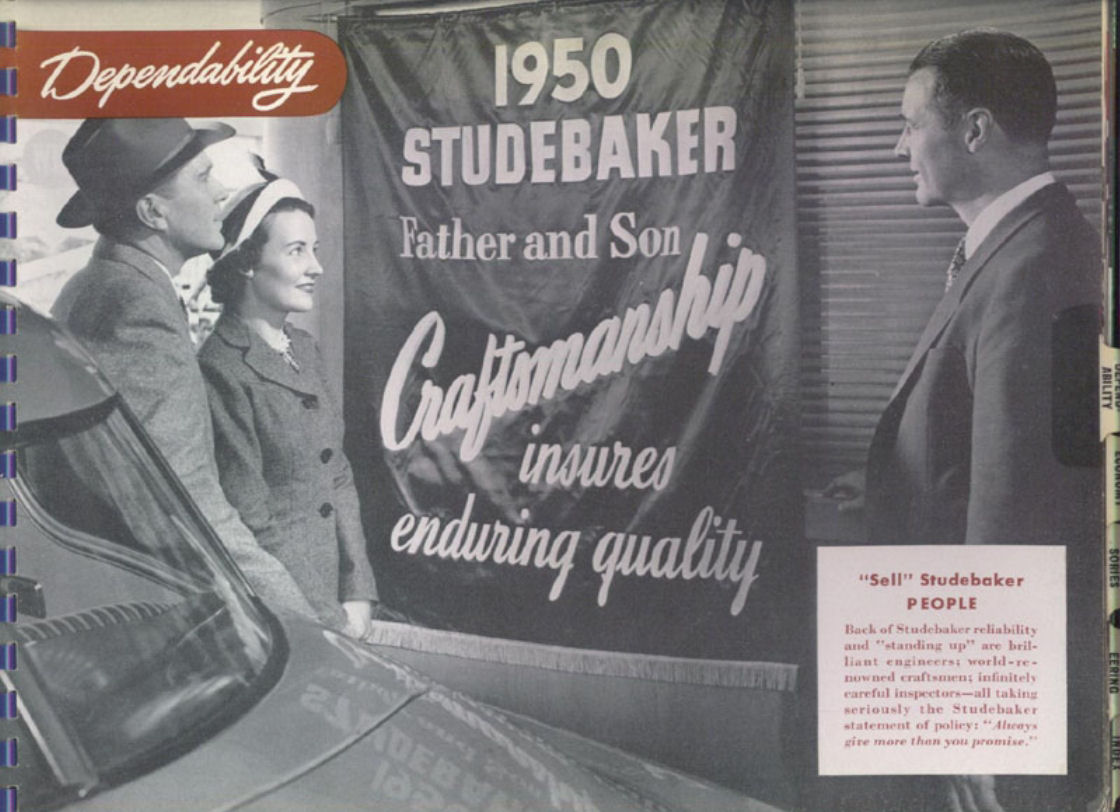 Dependability
1950
STUDEBAKER
Father and Son
Craftsmanship
insures
enduring quality
"Sell" Studebaker
PEOPLE
Back of Studebaker reliability
and "standing up" are bril-
liant engineers; world-re-
nowned craftsmen; infinitely
careful inspectors—all taking
seriously the Studebaker
statement of policy: "Always
give more than you promise."
DEPEND-
ABILITY